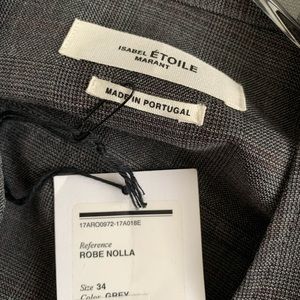 ISABEL ÉTOILE
MARANT
MADE IN PORTUGAL
17ARO0972-17A018E
Reference
ROBE NOLLA
Size 34
Color GREY